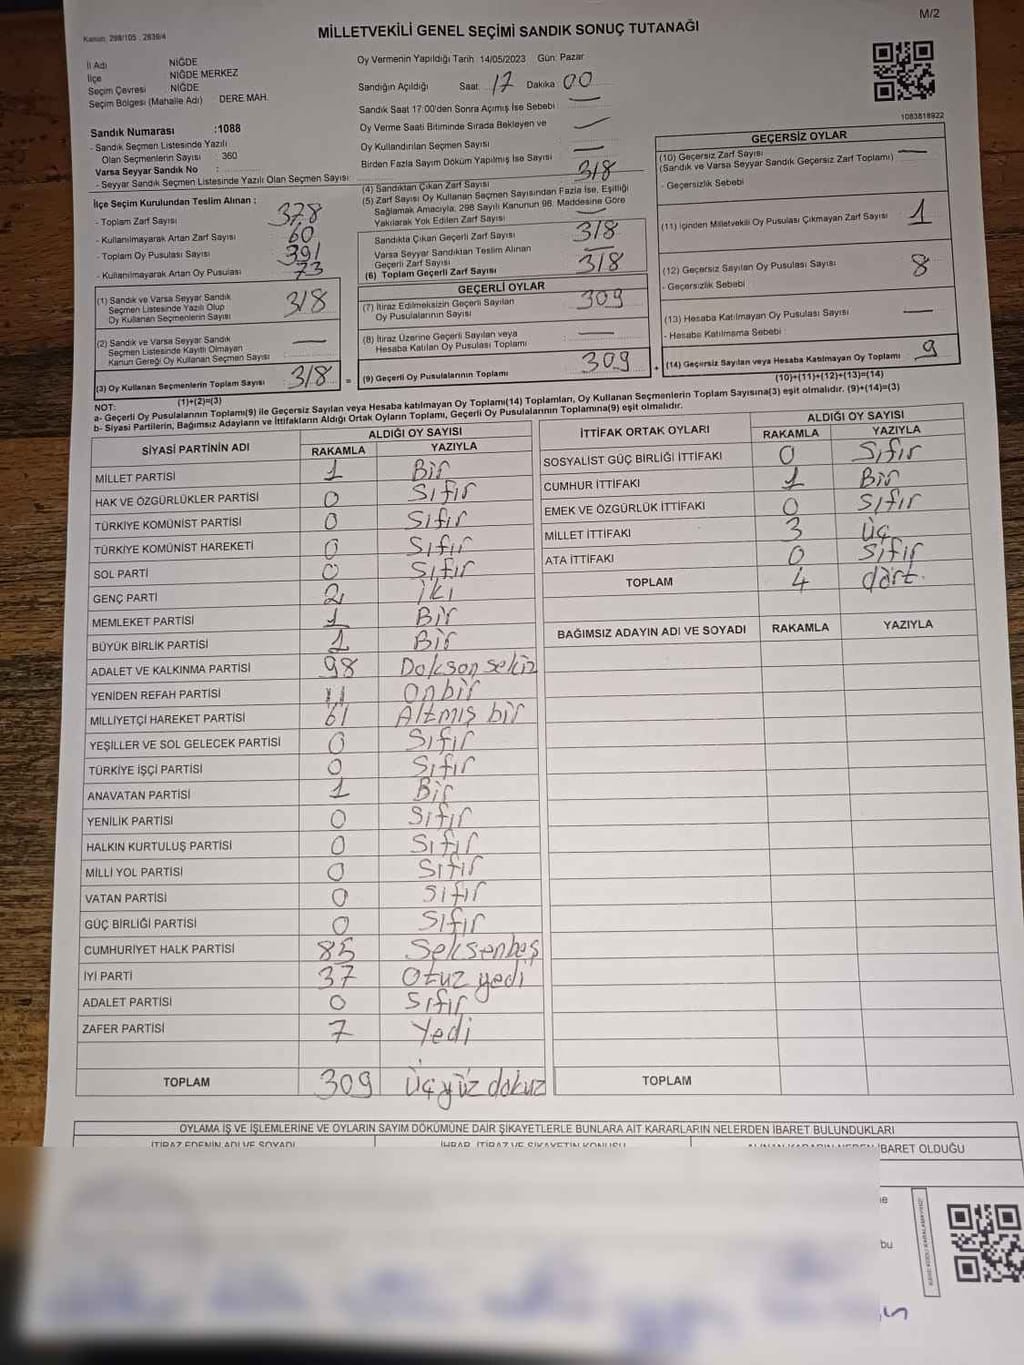 M/2
Kanun: 298/105 : 2839/4
MİLLETVEKİLİ GENEL SEÇİMİ SANDIK SONUÇ TUTANAĞI
İl Adı NİĞDE
İlçe NİĞDE MERKEZ
Seçim Çevresi NİĞDE
Seçim Bölgesi (Mahalle Adı) DERE MAH.
Sandık Numarası :1088
- Sandık Seçmen Listesinde Yazılı
Olan Seçmenlerin Sayısı : 360
Varsa Seyyar Sandık No :
- Seyyar Sandık Seçmen Listesinde Yazılı Olan Seçmen Sayısı:
Oy Vermenin Yapıldığı Tarih 14/05/2023 Gün: Pazar
Sandığın Açıldığı Saat 17 Dakika 00
Sandık Saat 17:00'den Sonra Açımış İse Sebebi : —
Oy Verme Saati Bitiminde Sırada Bekleyen ve
Oy Kullandırılan Seçmen Sayısı —
Birden Fazla Sayım Döküm Yapılmış İse Sayısı —
1083818922
İlçe Seçim Kurulundan Teslim Alınan :
- Toplam Zarf Sayısı 378
- Kullanılmayarak Artan Zarf Sayısı 60
- Toplam Oy Pusulası Sayısı 391
- Kullanılmayarak Artan Oy Pusulası 73
(1) Sandık ve Varsa Seyyar Sandık
Seçmen Listesinde Yazılı Olup
Oy Kullanan Seçmenlerin Sayısı 318
(2) Sandık ve Varsa Seyyar Sandık
Seçmen Listesinde Kayıtlı Olmayan
Kanun Gereği Oy Kullanan Seçmen Sayısı —
(3) Oy Kullanan Seçmenlerin Toplam Sayısı 318 =
(1)+(2)=(3)
(4) Sandıktan Çıkan Zarf Sayısı 318
(5) Zarf Sayısı Oy Kullanan Seçmen Sayısından Fazla İse, Eşitliği
Sağlamak Amacıyla, 298 Sayılı Kanunun 98. Maddesine Göre
Yakılarak Yok Edilen Zarf Sayısı —
Sandıkta Çıkan Geçerli Zarf Sayısı 318
Varsa Seyyar Sandıktan Teslim Alınan
Geçerli Zarf Sayısı —
(6) Toplam Geçerli Zarf Sayısı 318
GEÇERLİ OYLAR
(7) İtiraz Edilmeksizin Geçerli Sayılan
Oy Pusulalarının Sayısı 309
(8) İtiraz Üzerine Geçerli Sayılan veya
Hesaba Katılan Oy Pusulası Toplamı —
(9) Geçerli Oy Pusulalarının Toplamı 309 +
GEÇERSİZ OYLAR
(10) Geçersiz Zarf Sayısı
(Sandık ve Varsa Seyyar Sandık Geçersiz Zarf Toplamı) —
- Geçersizlik Sebebi
(11) İçinden Milletvekili Oy Pusulası Çıkmayan Zarf Sayısı 1
(12) Geçersiz Sayılan Oy Pusulası Sayısı 8
- Geçersizlik Sebebi
(13) Hesaba Katılmayan Oy Pusulası Sayısı —
- Hesaba Katılmama Sebebi :
(14) Geçersiz Sayılan veya Hesaba Katılmayan Oy Toplamı 9
(10)+(11)+(12)+(13)=(14)
NOT:
a- Geçerli Oy Pusulalarının Toplamı(9) ile Geçersiz Sayılan veya Hesaba katılmayan Oy Toplamı(14) Toplamları, Oy Kullanan Seçmenlerin Toplam Sayısına(3) eşit olmalıdır. (9)+(14)=(3)
b- Siyasi Partilerin, Bağımsız Adayların ve İttifakların Aldığı Ortak Oyların Toplamı, Geçerli Oy Pusulalarının Toplamına(9) eşit olmalıdır.
SİYASİ PARTİNİN ADI ALDIĞI OY SAYISI
RAKAMLA YAZIYLA
MİLLET PARTİSİ 1 Bir
HAK VE ÖZGÜRLÜKLER PARTİSİ 0 Sıfır
TÜRKİYE KOMÜNİST PARTİSİ 0 Sıfır
TÜRKİYE KOMÜNİST HAREKETİ 0 Sıfır
SOL PARTİ 0 Sıfır
GENÇ PARTİ 2 iki
MEMLEKET PARTİSİ 1 Bir
BÜYÜK BİRLİK PARTİSİ 1 Bir
ADALET VE KALKINMA PARTİSİ 98 Doksan sekiz
YENİDEN REFAH PARTİSİ 11 Onbir
MİLLİYETÇİ HAREKET PARTİSİ 61 Altmış bir
YEŞİLLER VE SOL GELECEK PARTİSİ 0 Sıfır
TÜRKİYE İŞÇİ PARTİSİ 0 Sıfır
ANAVATAN PARTİSİ 1 Bir
YENİLİK PARTİSİ 0 Sıfır
HALKIN KURTULUŞ PARTİSİ 0 Sıfır
MİLLİ YOL PARTİSİ 0 Sıfır
VATAN PARTİSİ 0 Sıfır
GÜÇ BİRLİĞİ PARTİSİ 0 Sıfır
CUMHURİYET HALK PARTİSİ 85 Seksenbeş
İYİ PARTİ 37 Otuz yedi
ADALET PARTİSİ 0 Sıfır
ZAFER PARTİSİ 7 Yedi
TOPLAM 309 üçyüz dokuz
İTTİFAK ORTAK OYLARI ALDIĞI OY SAYISI
RAKAMLA YAZIYLA
SOSYALİST GÜÇ BİRLİĞİ İTTİFAKI 0 Sıfır
CUMHUR İTTİFAKI 1 Bir
EMEK VE ÖZGÜRLÜK İTTİFAKI 0 Sıfır
MİLLET İTTİFAKI 3 üç
ATA İTTİFAKI 0 Sıfır
TOPLAM 4 dört.
BAĞIMSIZ ADAYIN ADI VE SOYADI RAKAMLA YAZIYLA
TOPLAM
OYLAMA İŞ VE İŞLEMLERİNE VE OYLARIN SAYIM DÖKÜMÜNE DAİR ŞİKAYETLERLE BUNLARA AİT KARARLARIN NELERDEN İBARET BULUNDUKLARI
İTİRAZ EDENİN ADI VE SOYADI İHBAR, İTİRAZ VE ŞİKAYETİN KONUSU İBARET OLDUĞU
bu